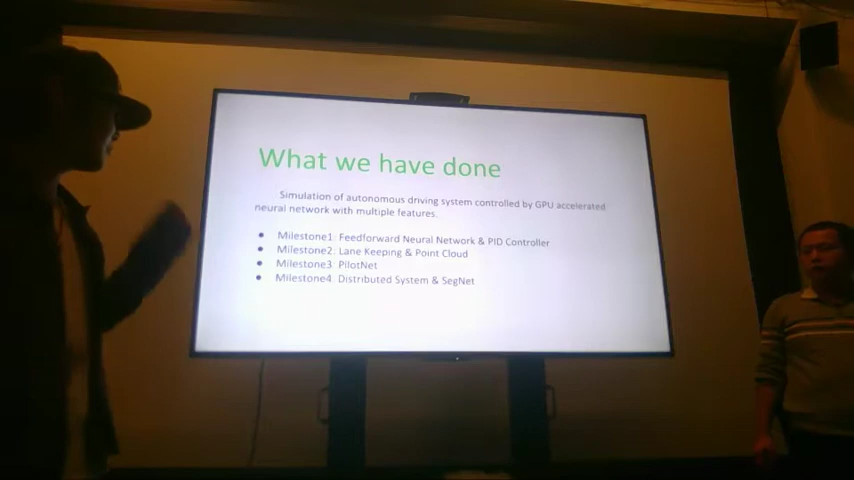 What we have done
Simulation of autonomous driving system controlled by GPU accelerated
neural network with multiple features.
● Milestone1: Feedforward Neural Network & PID Controller
● Milestone2: Lane Keeping & Point Cloud
● Milestone3: PilotNet
● Milestone4: Distributed System & SegNet